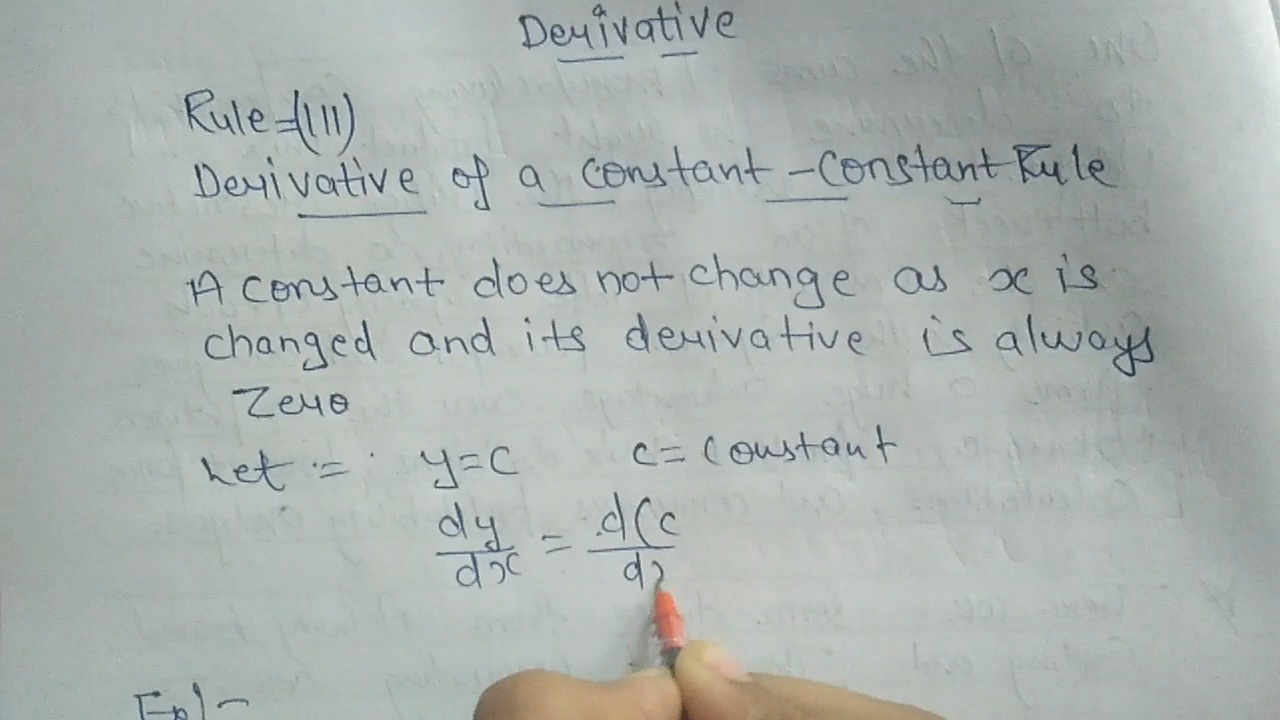 Derivative
Rule=(III)
Derivative of a constant - Constant Rule
A constant does not change as x is
changed and its derivative is always
Zero
Let := y=c c= constant
dy/dx = d(c/d